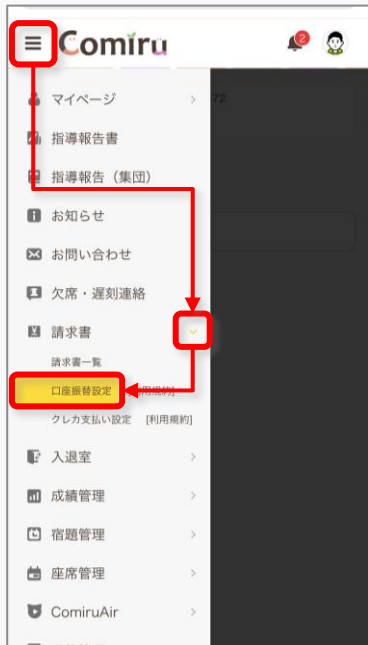 Comiru
2
マイページ
72
指導報告書
指導報告（集団）
お知らせ
お問い合わせ
欠席・遅刻連絡
請求書
請求書一覧
口座振替設定 [利用規約]
クレカ支払い設定 [利用規約]
入退室
成績管理
宿題管理
座席管理
ComiruAir